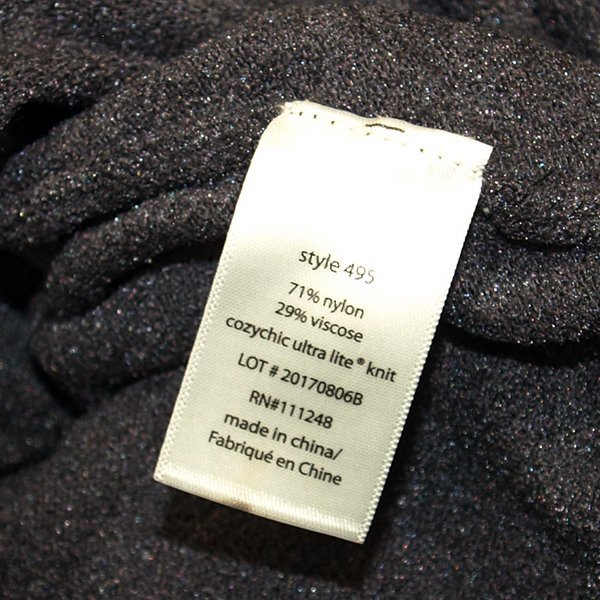 style 495
71% nylon
29% viscose
cozychic ultra lite® knit
LOT # 20170806B
RN#111248
made in china/
Fabriqué en Chine